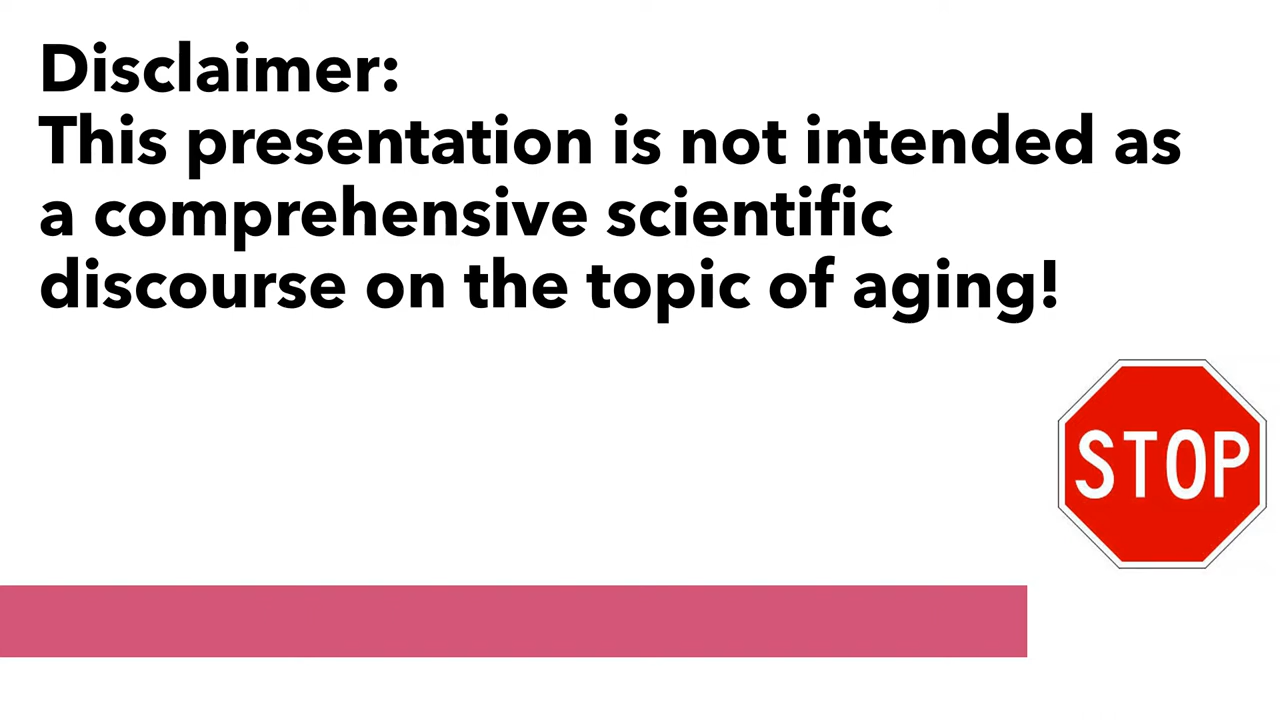 Disclaimer:
This presentation is not intended as
a comprehensive scientific
discourse on the topic of aging!
STOP